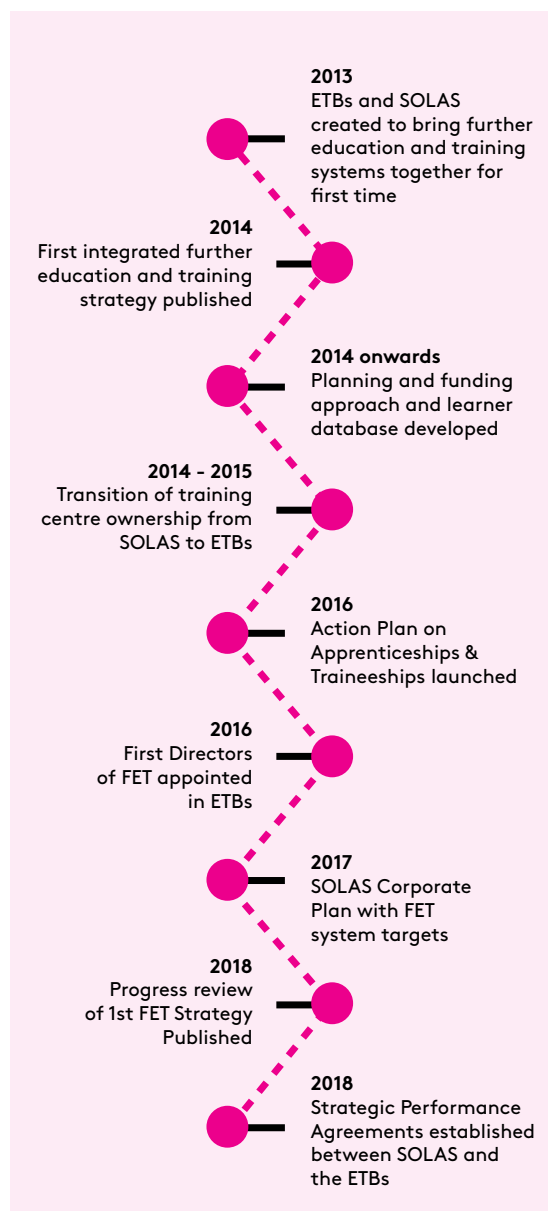 2013
ETBs and SOLAS
created to bring further
education and training
systems together for
first time
2014
First integrated further
education and training
strategy published
2014 onwards
Planning and funding
approach and learner
database developed
2014 - 2015
Transition of training
centre ownership from
SOLAS to ETBs
2016
Action Plan on
Apprenticeships &
Traineeships launched
2016
First Directors
of FET appointed
in ETBs
2017
SOLAS Corporate
Plan with FET
system targets
2018
Progress review
of 1st FET Strategy
Published
2018
Strategic Performance
Agreements established
between SOLAS and
the ETBs